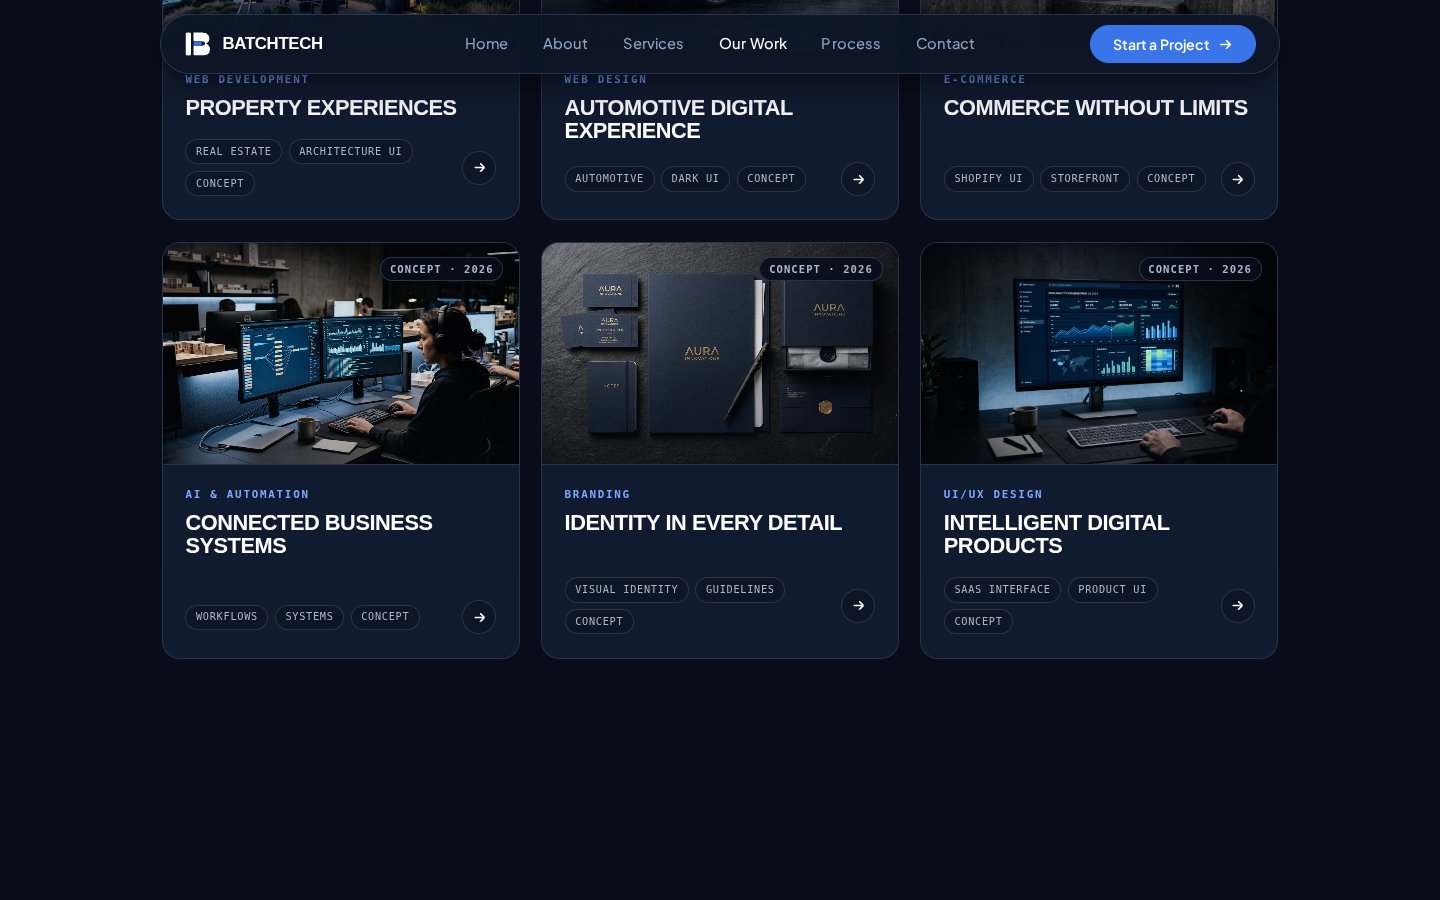 BATCHTECH
Home
About
Services
Our Work
Process
Contact
Start a Project
WEB DEVELOPMENT
PROPERTY EXPERIENCES
REAL ESTATE
ARCHITECTURE UI
CONCEPT
WEB DESIGN
AUTOMOTIVE DIGITAL
EXPERIENCE
AUTOMOTIVE
DARK UI
CONCEPT
E-COMMERCE
COMMERCE WITHOUT LIMITS
SHOPIFY UI
STOREFRONT
CONCEPT
CONCEPT · 2026
AI & AUTOMATION
CONNECTED BUSINESS
SYSTEMS
WORKFLOWS
SYSTEMS
CONCEPT
CONCEPT · 2026
AURA
AURA
AURA
NOTES
BRANDING
IDENTITY IN EVERY DETAIL
VISUAL IDENTITY
GUIDELINES
CONCEPT
CONCEPT · 2026
UI/UX DESIGN
INTELLIGENT DIGITAL
PRODUCTS
SAAS INTERFACE
PRODUCT UI
CONCEPT